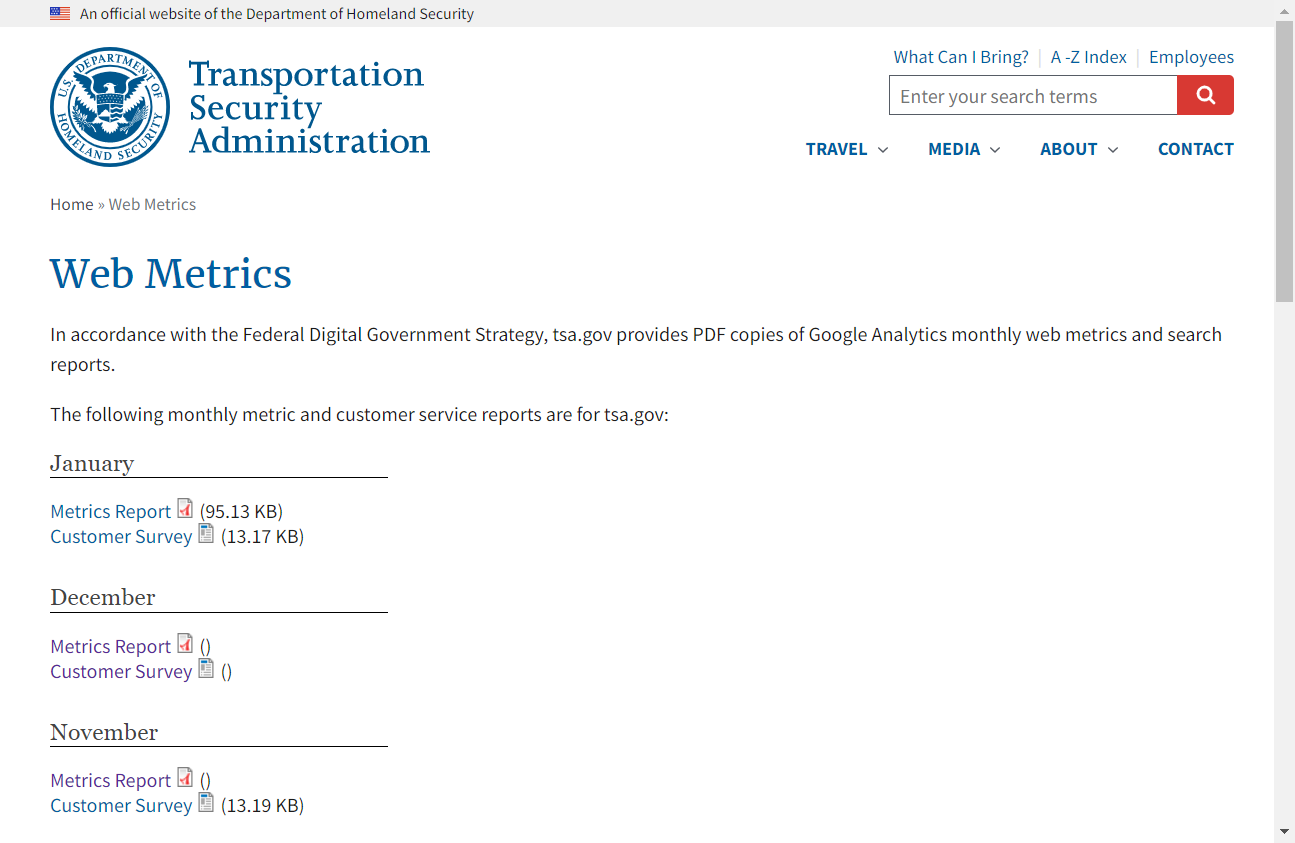 An official website of the Department of Homeland Security
U.S. DEPARTMENT OF HOMELAND SECURITY
Transportation
Security
Administration
What Can I Bring? | A -Z Index | Employees
Enter your search terms
TRAVEL MEDIA ABOUT CONTACT
Home » Web Metrics
Web Metrics
In accordance with the Federal Digital Government Strategy, tsa.gov provides PDF copies of Google Analytics monthly web metrics and search
reports.
The following monthly metric and customer service reports are for tsa.gov:
January
Metrics Report (95.13 KB)
Customer Survey (13.17 KB)
December
Metrics Report ()
Customer Survey ()
November
Metrics Report ()
Customer Survey (13.19 KB)